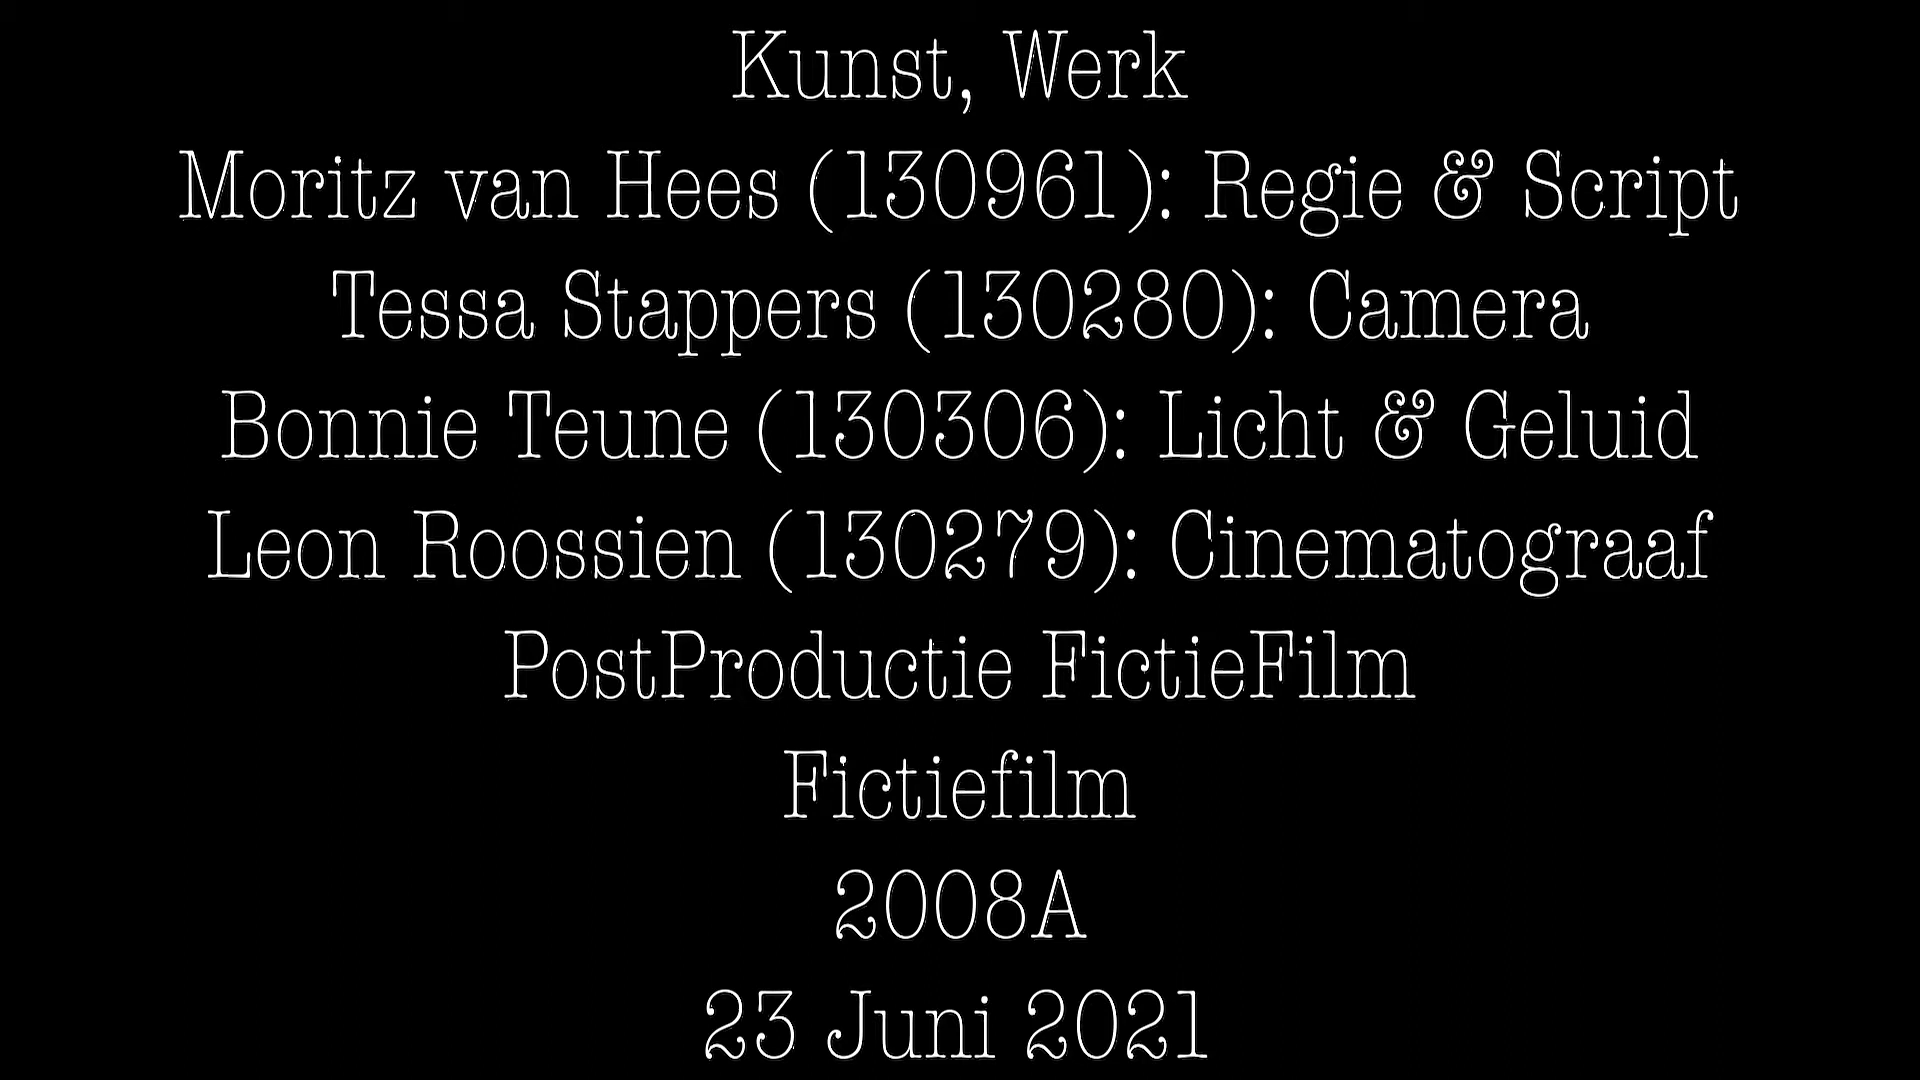 Kunst, Werk
Moritz van Hees (130961): Regie & Script
Tessa Stappers (130280): Camera
Bonnie Teune (130306): Licht & Geluid
Leon Roossien (130279): Cinematograaf
PostProductie FictieFilm
Fictiefilm
2008A
23 Juni 2021